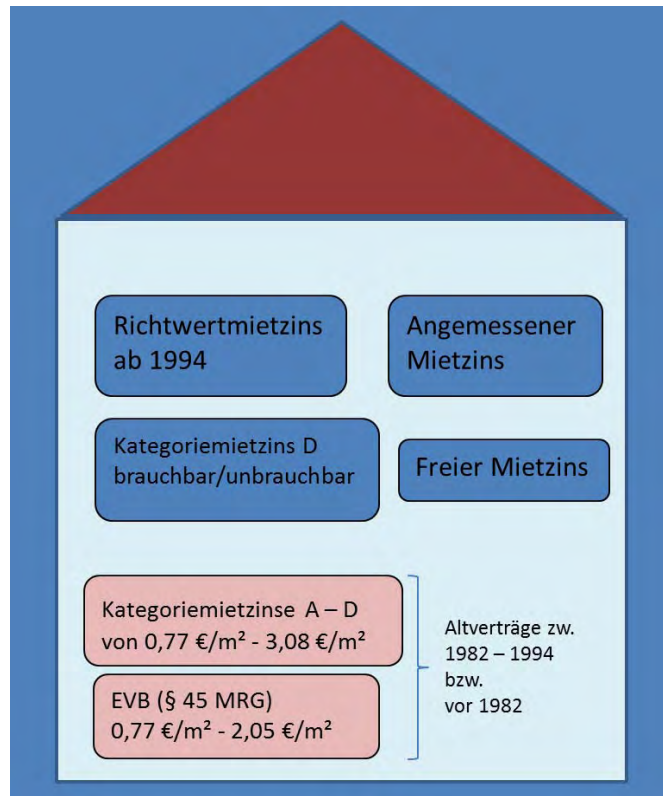 Richtwertmietzins
ab 1994
Angemessener
Mietzins
Kategoriemietzins D
brauchbar/unbrauchbar
Freier Mietzins
Kategoriemietzinse A – D
von 0,77 €/m² - 3,08 €/m²
EVB (§ 45 MRG)
0,77 €/m² - 2,05 €/m²
Altverträge zw.
1982 – 1994
bzw.
vor 1982